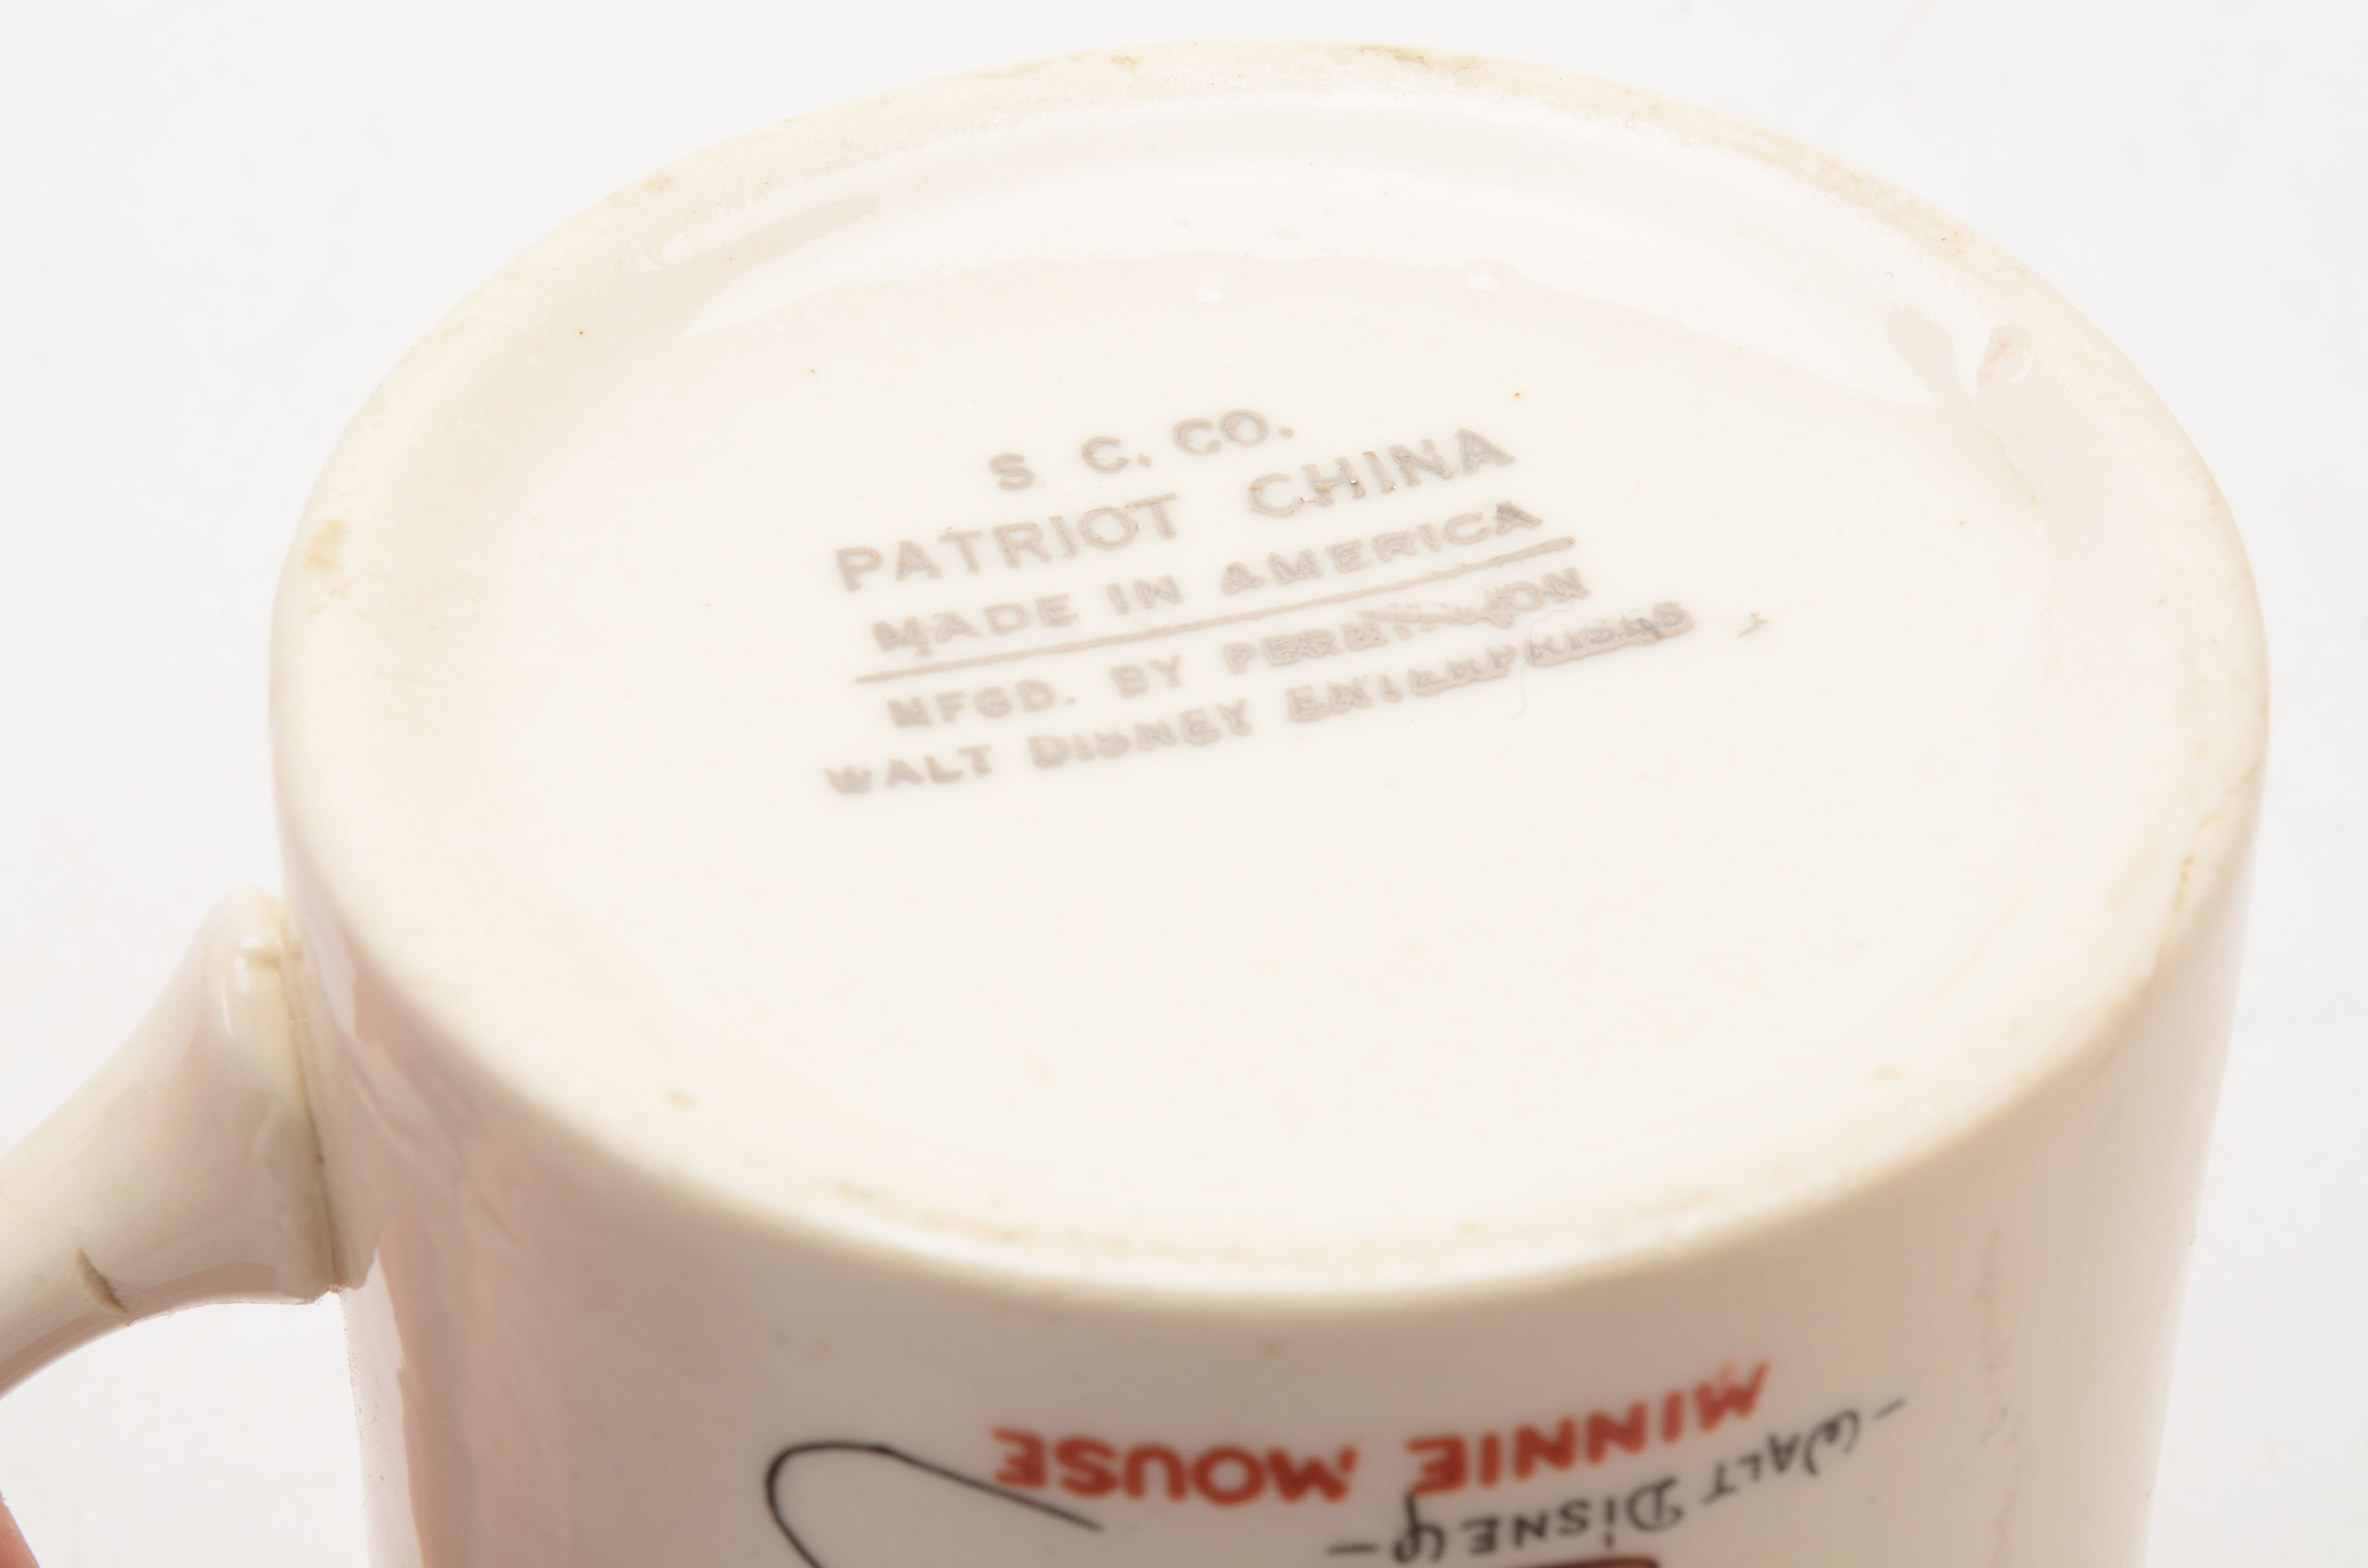 S C. CO.
PATRIOT CHINA
MADE IN AMERICA
MFGD. BY PERMISSION
WALT DISNEY ENTERPRISES
MINNIE MOUSE
- WALT DISNEY -